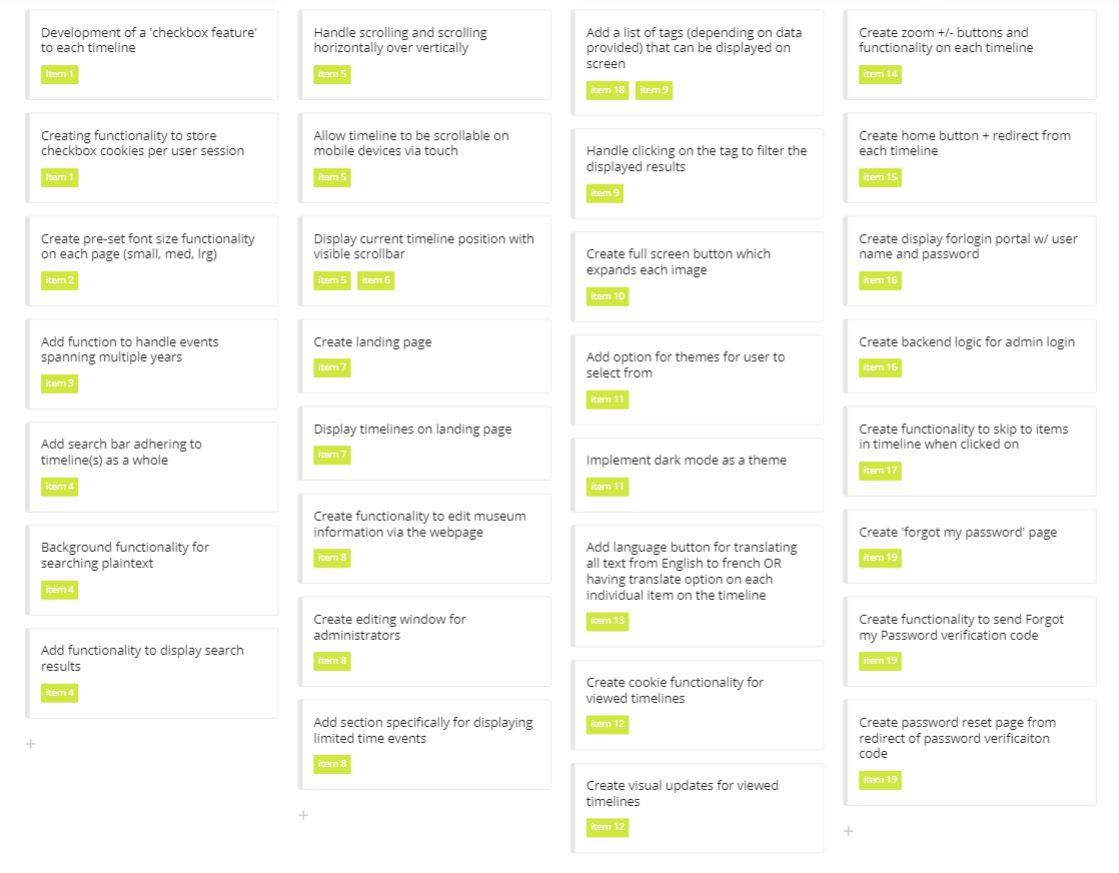 Development of a 'checkbox feature'
to each timeline
Item 1
Creating functionality to store
checkbox cookies per user session
Item 1
Create pre-set font size functionality
on each page (small, med, lrg)
item 2
Add function to handle events
spanning multiple years
item 3
Add search bar adhering to
timeline(s) as a whole
item 4
Background functionality for
searching plaintext
item 4
Add functionality to display search
results
item 4
+
Handle scrolling and scrolling
horizontally over vertically
item 5
Allow timeline to be scrollable on
mobile devices via touch
item 5
Display current timeline position with
visible scrollbar
item 5 item 6
Create landing page
item 7
Display timelines on landing page
item 7
Create functionality to edit museum
information via the webpage
item 8
Create editing window for
administrators
item 8
Add section specifically for displaying
limited time events
item 8
+
Add a list of tags (depending on data
provided) that can be displayed on
screen
item 18 item 9
Handle clicking on the tag to filter the
displayed results
item 9
Create full screen button which
expands each image
item 10
Add option for themes for user to
select from
item 11
Implement dark mode as a theme
item 11
Add language button for translating
all text from English to french OR
having translate option on each
individual item on the timeline
item 13
Create cookie functionality for
viewed timelines
item 12
Create visual updates for viewed
timelines
item 12
Create zoom +/- buttons and
functionality on each timeline
item 14
Create home button + redirect from
each timeline
item 15
Create display forlogin portal w/ user
name and password
item 16
Create backend logic for admin login
item 16
Create functionality to skip to items
in timeline when clicked on
item 17
Create 'forgot my password' page
item 19
Create functionality to send Forgot
my Password verification code
item 19
Create password reset page from
redirect of password verificaiton
code
item 19
+